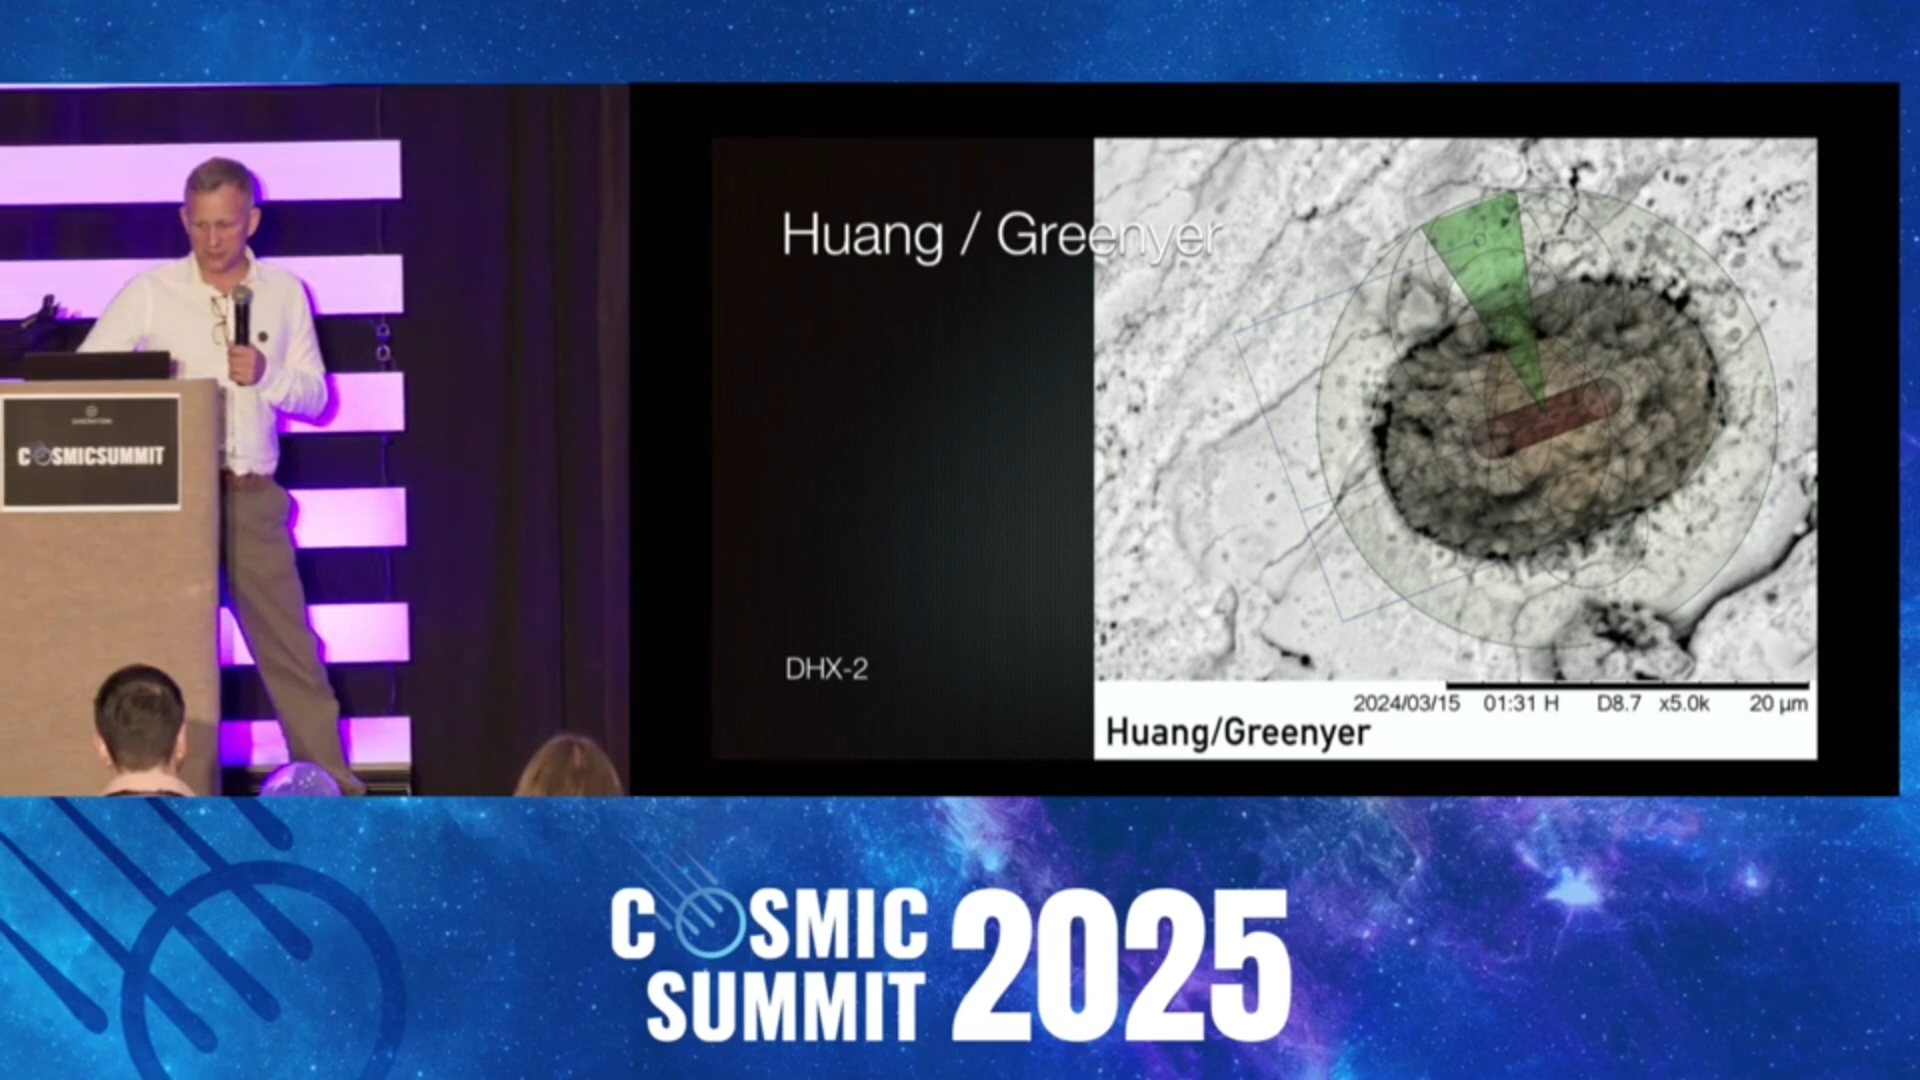 COSMICSUMMIT
Huang / Greenyer
DHX-2
2024/03/15 01:31 H D8.7 x5.0k 20 µm
Huang/Greenyer
COSMIC
SUMMIT
2025